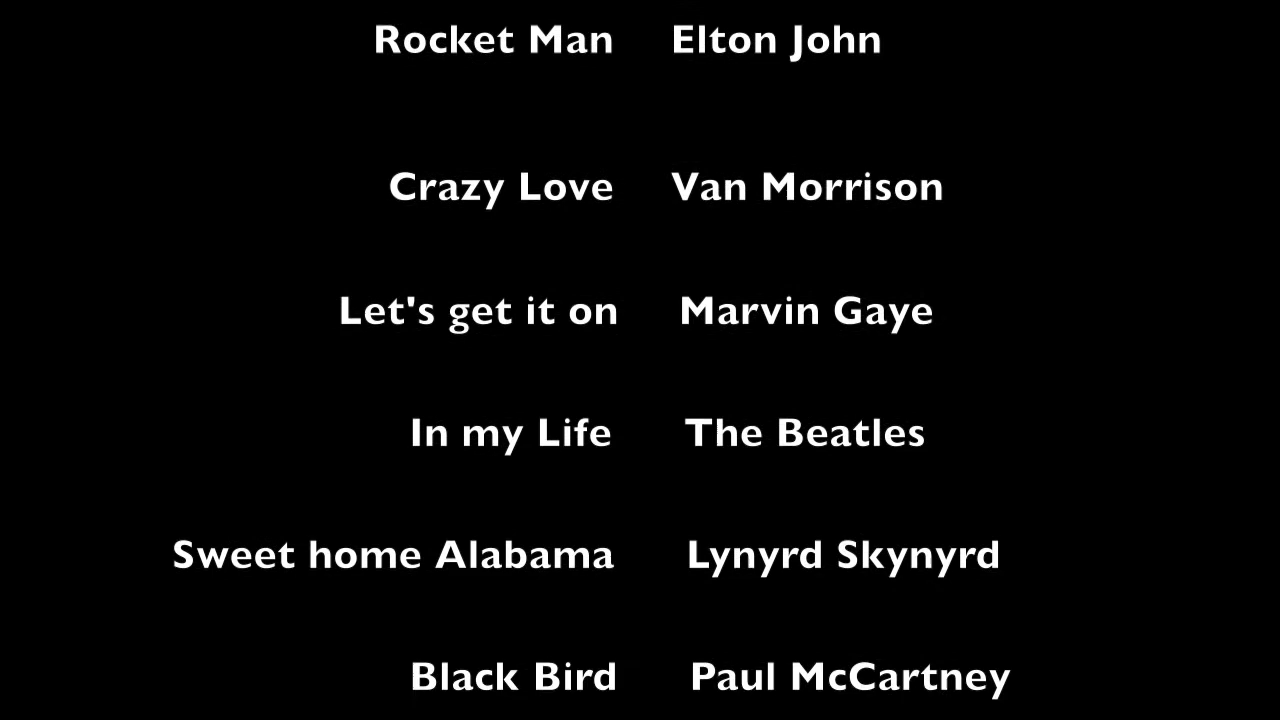 Rocket Man Elton John
Crazy Love Van Morrison
Let's get it on Marvin Gaye
In my Life The Beatles
Sweet home Alabama Lynyrd Skynyrd
Black Bird Paul McCartney